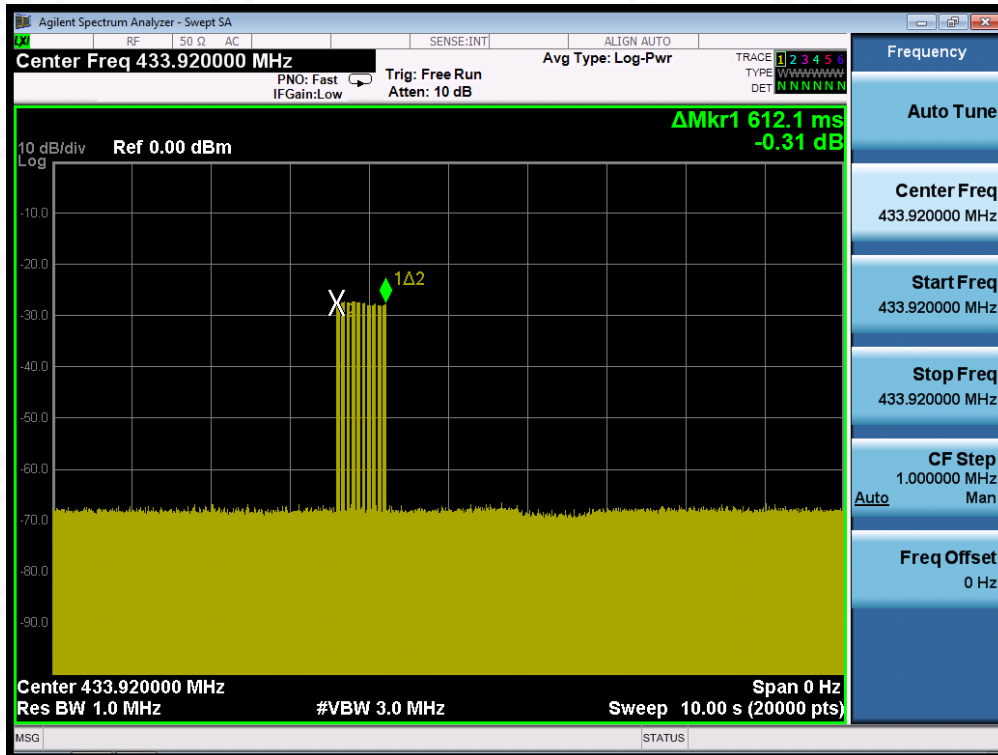 Agilent Spectrum Analyzer - Swept SA
LXI RF 50 Ω AC SENSE:INT ALIGN AUTO
Center Freq 433.920000 MHz
PNO: Fast
IFGain:Low
Trig: Free Run
Atten: 10 dB
Avg Type: Log-Pwr
TRACE 1 2 3 4 5 6
TYPE WWWWWW
DET N N N N N N
ΔMkr1 612.1 ms
-0.31 dB
10 dB/div Ref 0.00 dBm
Log
-10.0
-20.0
1Δ2
-30.0
-40.0
-50.0
-60.0
-70.0
-80.0
-90.0
Center 433.920000 MHz Span 0 Hz
Res BW 1.0 MHz #VBW 3.0 MHz Sweep 10.00 s (20000 pts)
MSG STATUS
Frequency
Auto Tune
Center Freq
433.920000 MHz
Start Freq
433.920000 MHz
Stop Freq
433.920000 MHz
CF Step
1.000000 MHz
Auto Man
Freq Offset
0 Hz